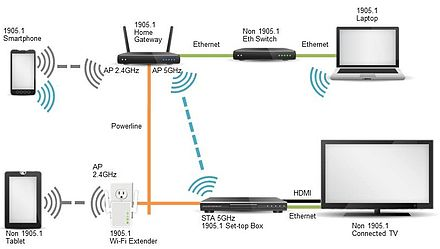 1905.1
Smartphone
1905.1
Home
Gateway
Ethernet
Non 1905.1
Eth Switch
Ethernet
1905.1
Laptop
AP 2.4GHz
AP 5GHz
Powerline
AP
2.4GHz
HDMI
Ethernet
Non 1905.1
Tablet
1905.1
Wi-Fi Extender
STA 5GHz
1905.1 Set-top Box
Non 1905.1
Connected TV